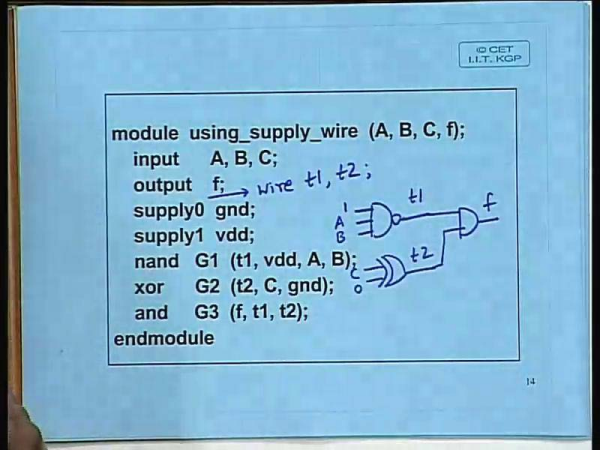 © CET
I.I.T. KGP
module using_supply_wire (A, B, C, f);
input A, B, C;
output f; → wire t1, t2;
supply0 gnd;
supply1 vdd;
nand G1 (t1, vdd, A, B);
xor G2 (t2, C, gnd);
and G3 (f, t1, t2);
endmodule
1
A
B
t1
f
C
0
t2
14